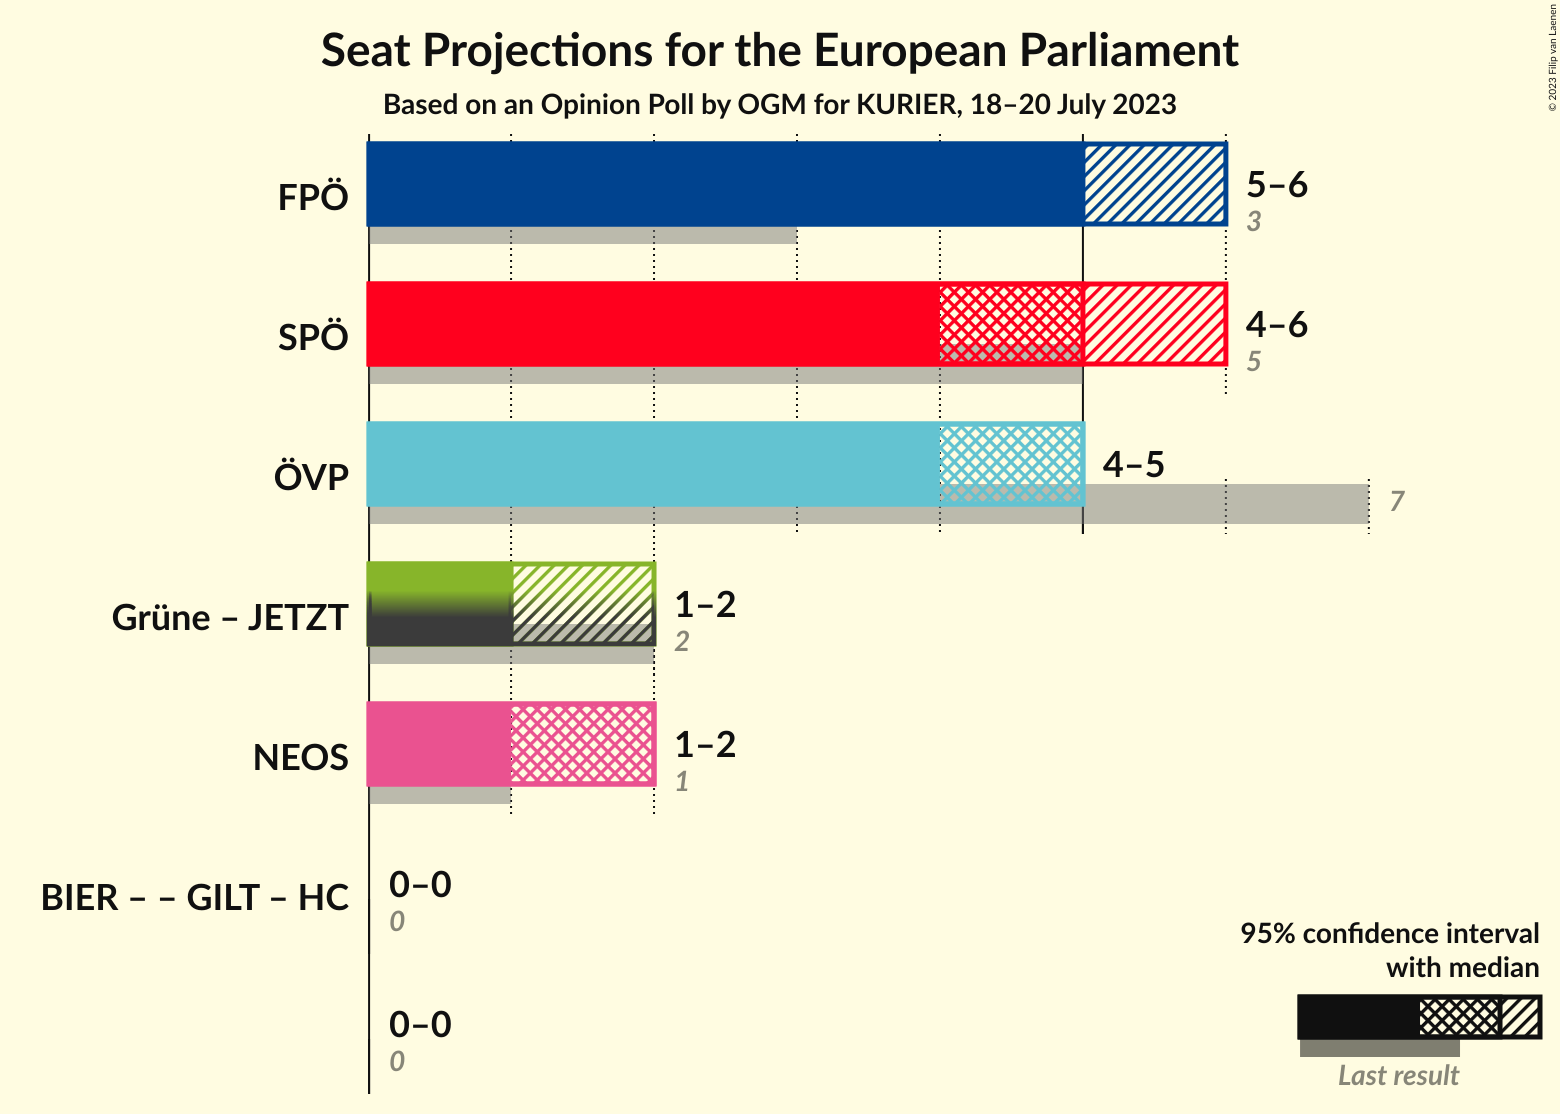 Seat Projections for the European Parliament
Based on an Opinion Poll by OGM for KURIER, 18–20 July 2023
© 2023 Filip van Laenen
FPÖ
5–6
3
SPÖ
4–6
5
ÖVP
4–5
7
Grüne – JETZT
1–2
2
NEOS
1–2
1
BIER – – GILT – HC
0–0
0
0–0
0
95% confidence interval
with median
Last result